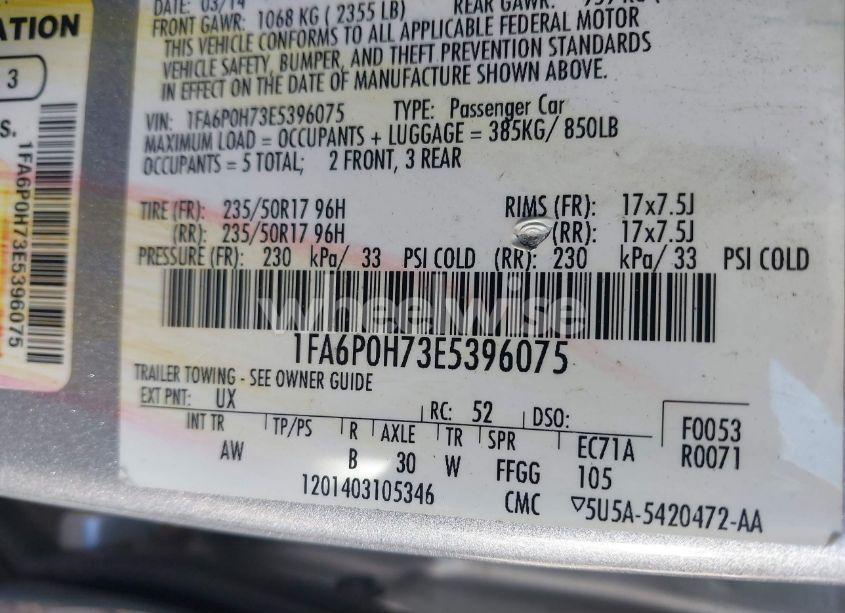 ATION
3
S.
1FA6P0H73E5396075
DATE: 03/14
FRONT GAWR: 1068 KG ( 2355 LB) REAR GAWR:
THIS VEHICLE CONFORMS TO ALL APPLICABLE FEDERAL MOTOR
VEHICLE SAFETY, BUMPER, AND THEFT PREVENTION STANDARDS
IN EFFECT ON THE DATE OF MANUFACTURE SHOWN ABOVE.
VIN: 1FA6P0H73E5396075 TYPE: Passenger Car
MAXIMUM LOAD = OCCUPANTS + LUGGAGE = 385KG/ 850LB
OCCUPANTS = 5 TOTAL; 2 FRONT, 3 REAR
TIRE (FR): 235/50R17 96H RIMS (FR): 17x7.5J
(RR): 235/50R17 96H (RR): 17x7.5J
PRESSURE (FR): 230 kPa/ 33 PSI COLD (RR): 230 kPa/ 33 PSI COLD
wheelwise
1FA6P0H73E5396075
TRAILER TOWING - SEE OWNER GUIDE
EXT PNT: UX RC: 52 DSO:
INT TR TP/PS R AXLE TR SPR EC71A F0053
AW B 30 W FFGG 105 R0071
1201403105346 CMC ▽5U5A-5420472-AA